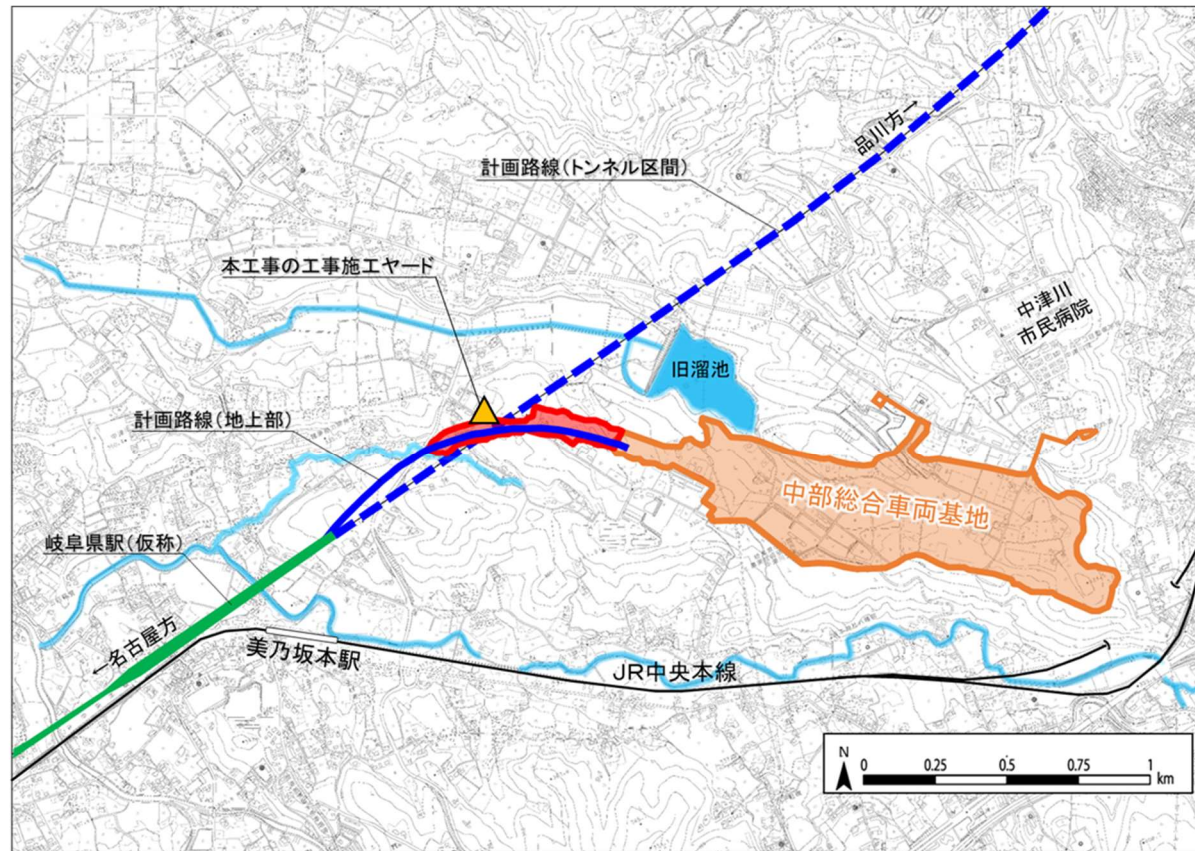 品川方→
計画路線(トンネル区間)
本工事の工事施工ヤード
中津川
市民病院
旧溜池
計画路線(地上部)
中部総合車両基地
岐阜県駅(仮称)
←名古屋方
美乃坂本駅
JR中央本線
N
0 0.25 0.5 0.75 1
km